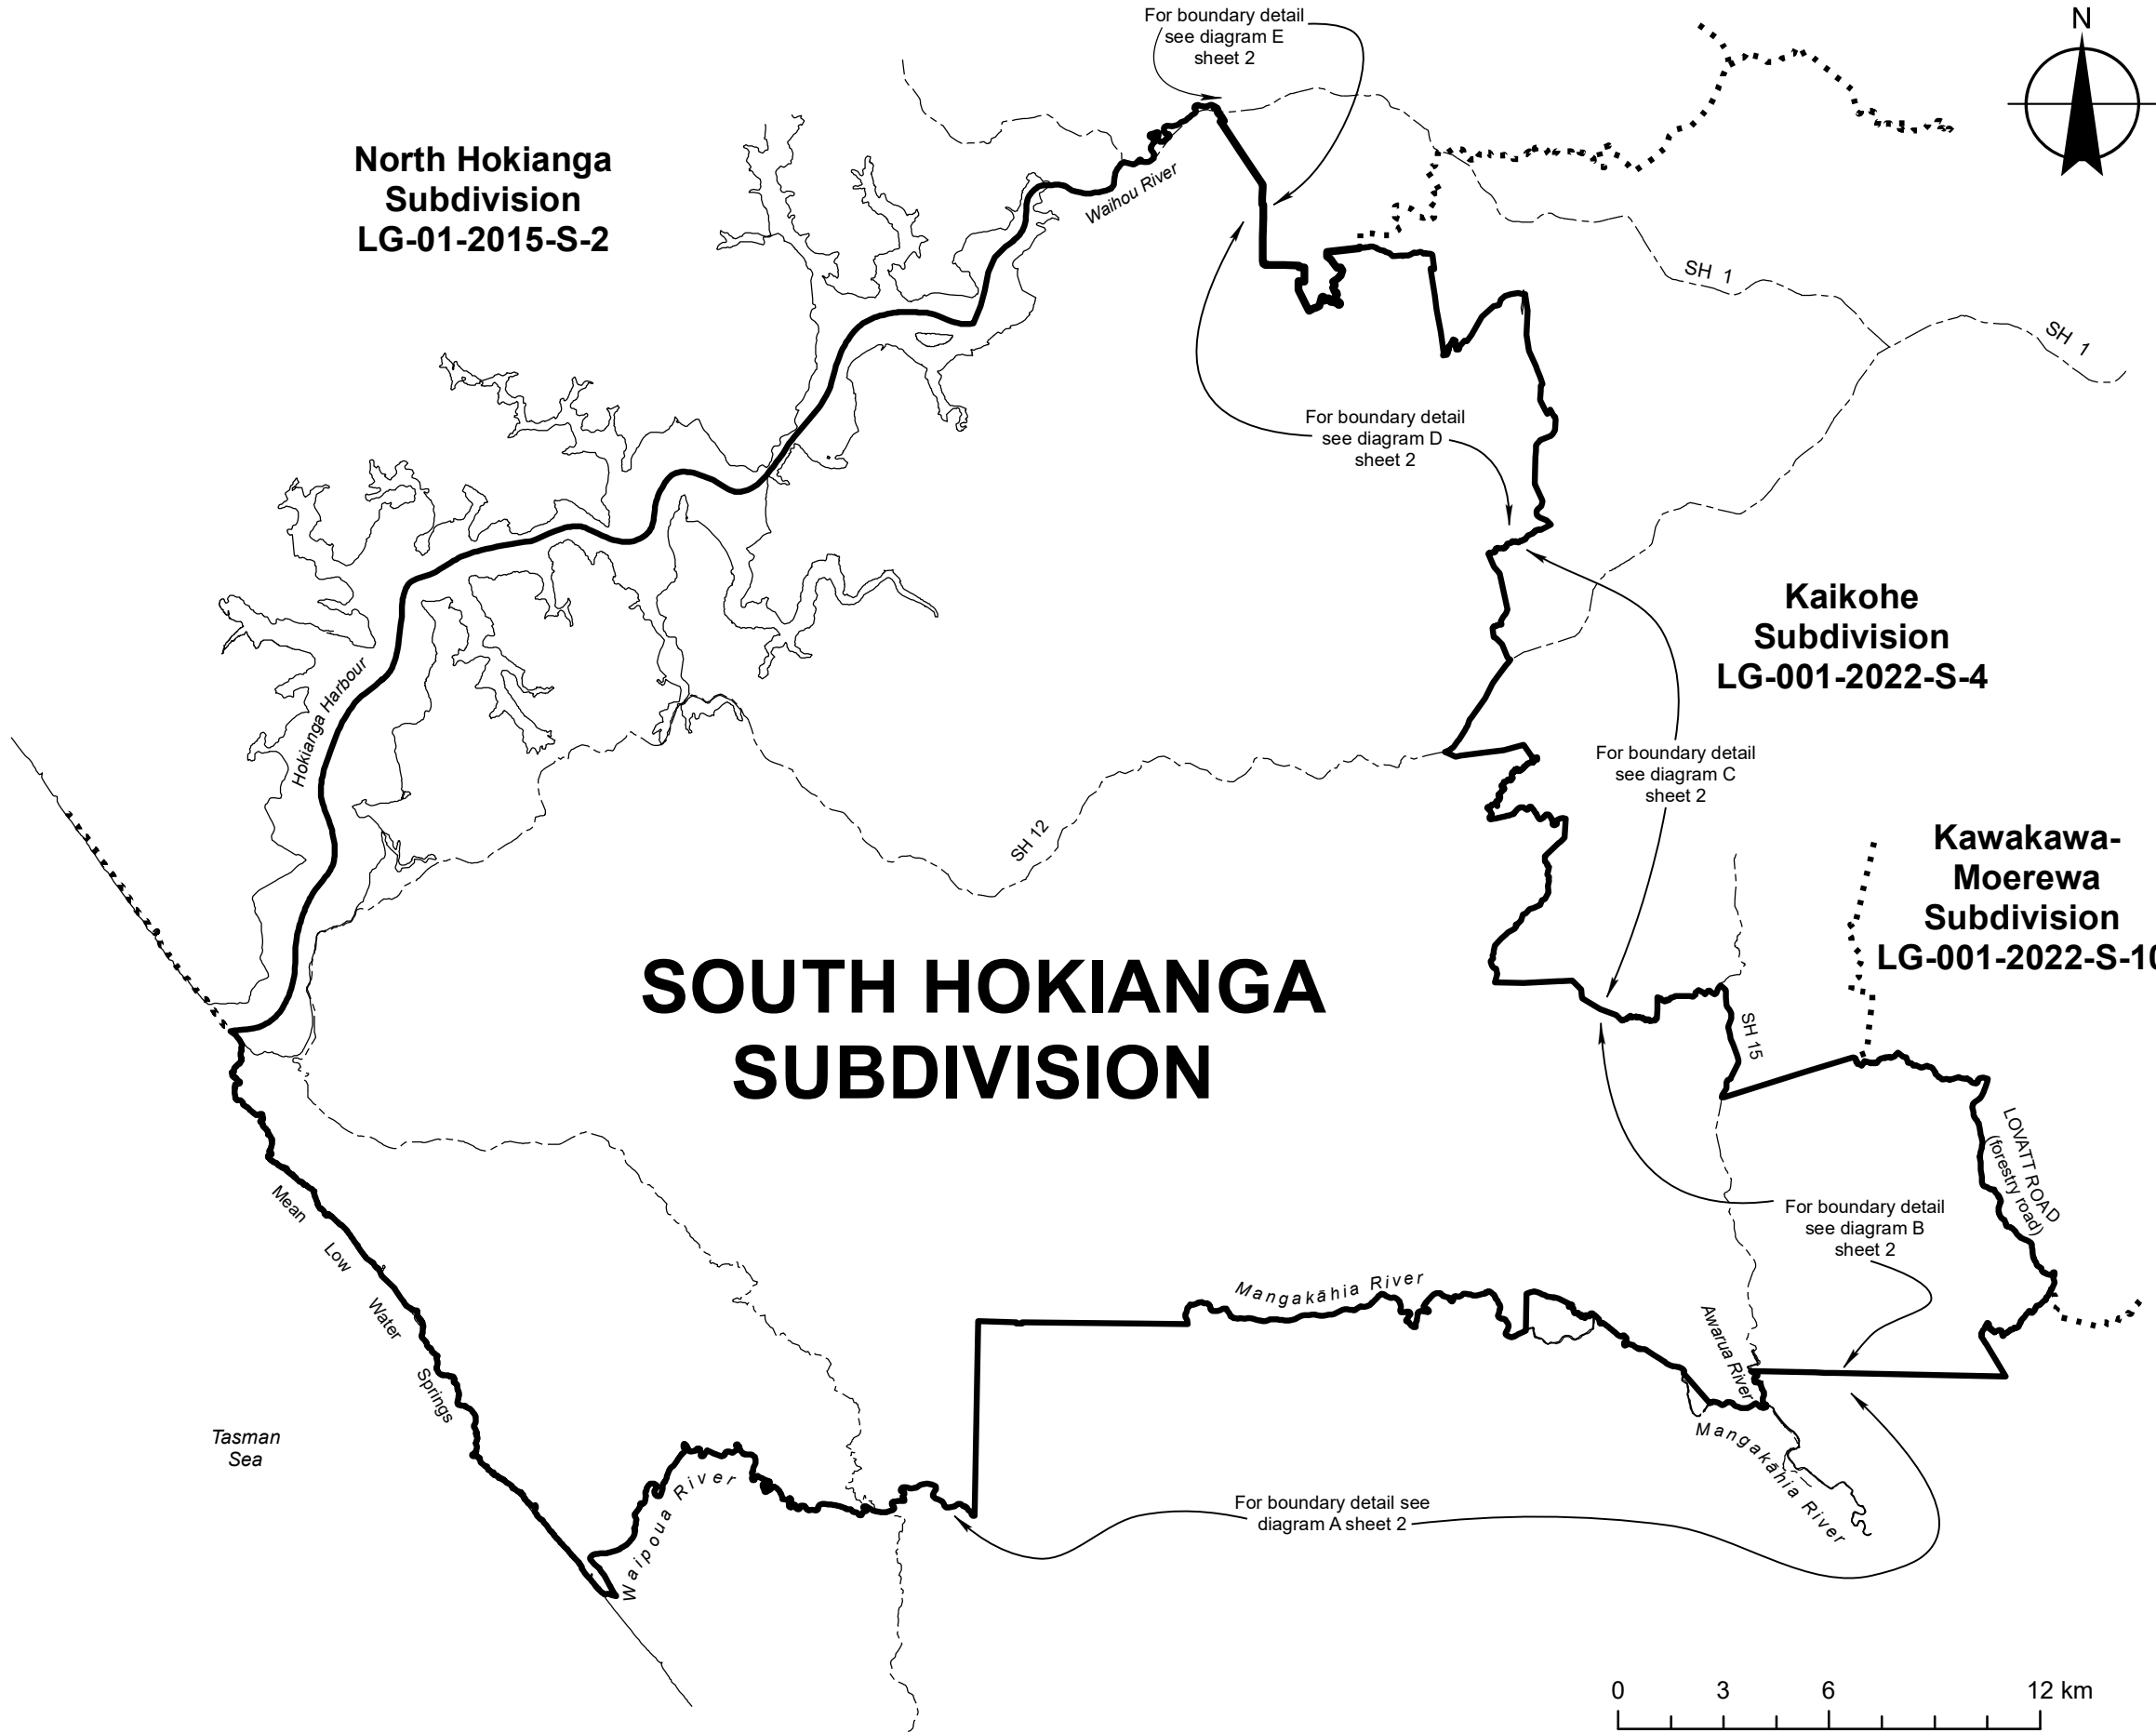 For boundary detail
see diagram E
sheet 2
N
North Hokianga
Subdivision
LG-01-2015-S-2
Waihou River
SH 1
SH 1
For boundary detail
see diagram D
sheet 2
Kaikohe
Subdivision
LG-001-2022-S-4
Hokianga Harbour
For boundary detail
see diagram C
sheet 2
SH 12
Kawakawa-
Moerewa
Subdivision
LG-001-2022-S-10
SOUTH HOKIANGA
SUBDIVISION
SH 15
LOVATT ROAD
(forestry road)
Mean
Low
Water
Springs
For boundary detail
see diagram B
sheet 2
Mangakāhia River
Awarua River
Tasman
Sea
Waipoua River
Mangakāhia River
For boundary detail see
diagram A sheet 2
0 3 6 12 km